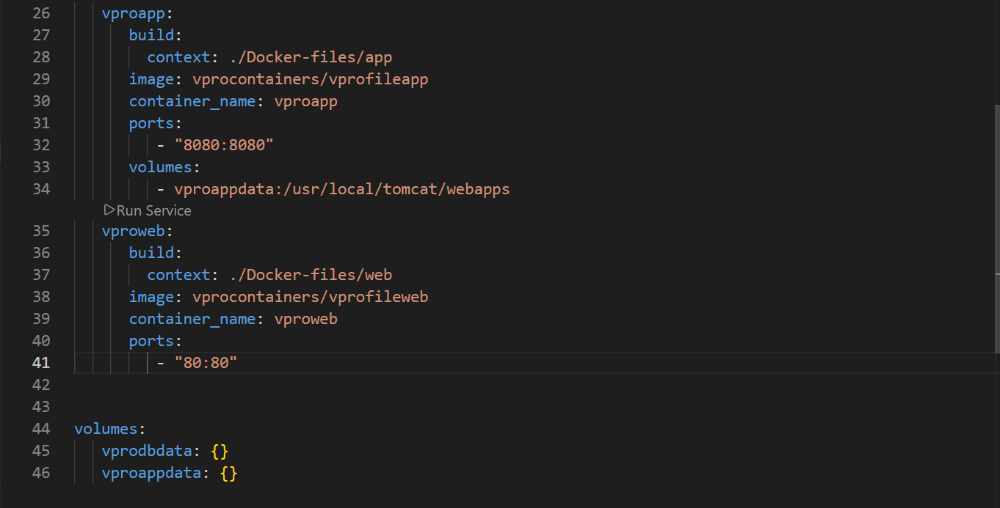 26 vproapp:
27 build:
28 context: ./Docker-files/app
29 image: vprocontainers/vprofileapp
30 container_name: vproapp
31 ports:
32 - "8080:8080"
33 volumes:
34 - vproappdata:/usr/local/tomcat/webapps
▷Run Service
35 vproweb:
36 build:
37 context: ./Docker-files/web
38 image: vprocontainers/vprofileweb
39 container_name: vproweb
40 ports:
41 - "80:80"
42
43
44 volumes:
45 vprodbdata: {}
46 vproappdata: {}